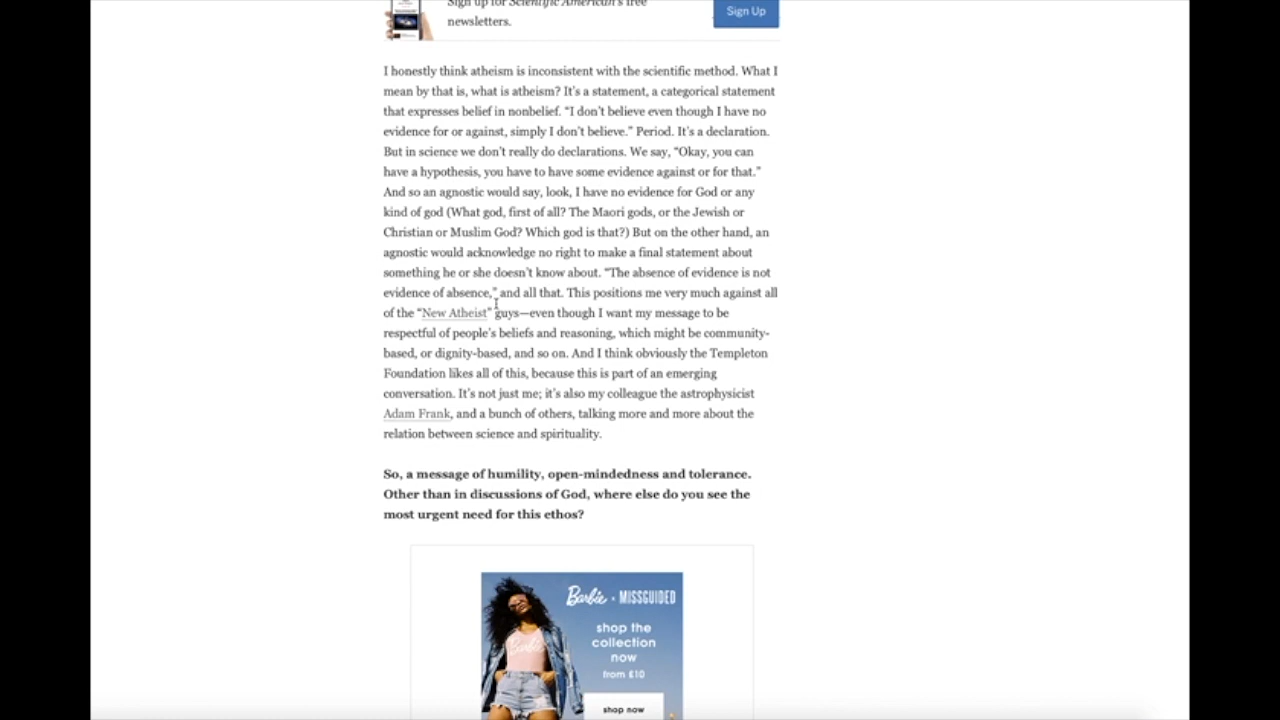 Sign up for Scientific American's free
newsletters.
Sign Up
I honestly think atheism is inconsistent with the scientific method. What I
mean by that is, what is atheism? It's a statement, a categorical statement
that expresses belief in nonbelief. “I don't believe even though I have no
evidence for or against, simply I don't believe.” Period. It's a declaration.
But in science we don't really do declarations. We say, “Okay, you can
have a hypothesis, you have to have some evidence against or for that.”
And so an agnostic would say, look, I have no evidence for God or any
kind of god (What god, first of all? The Maori gods, or the Jewish or
Christian or Muslim God? Which god is that?) But on the other hand, an
agnostic would acknowledge no right to make a final statement about
something he or she doesn't know about. “The absence of evidence is not
evidence of absence,” and all that. This positions me very much against all
of the “New Atheist” guys—even though I want my message to be
respectful of people's beliefs and reasoning, which might be community-
based, or dignity-based, and so on. And I think obviously the Templeton
Foundation likes all of this, because this is part of an emerging
conversation. It's not just me; it's also my colleague the astrophysicist
Adam Frank, and a bunch of others, talking more and more about the
relation between science and spirituality.
So, a message of humility, open-mindedness and tolerance.
Other than in discussions of God, where else do you see the
most urgent need for this ethos?
Barbie × MISSGUIDED
shop the
collection
now
from £10
Barbie
shop now